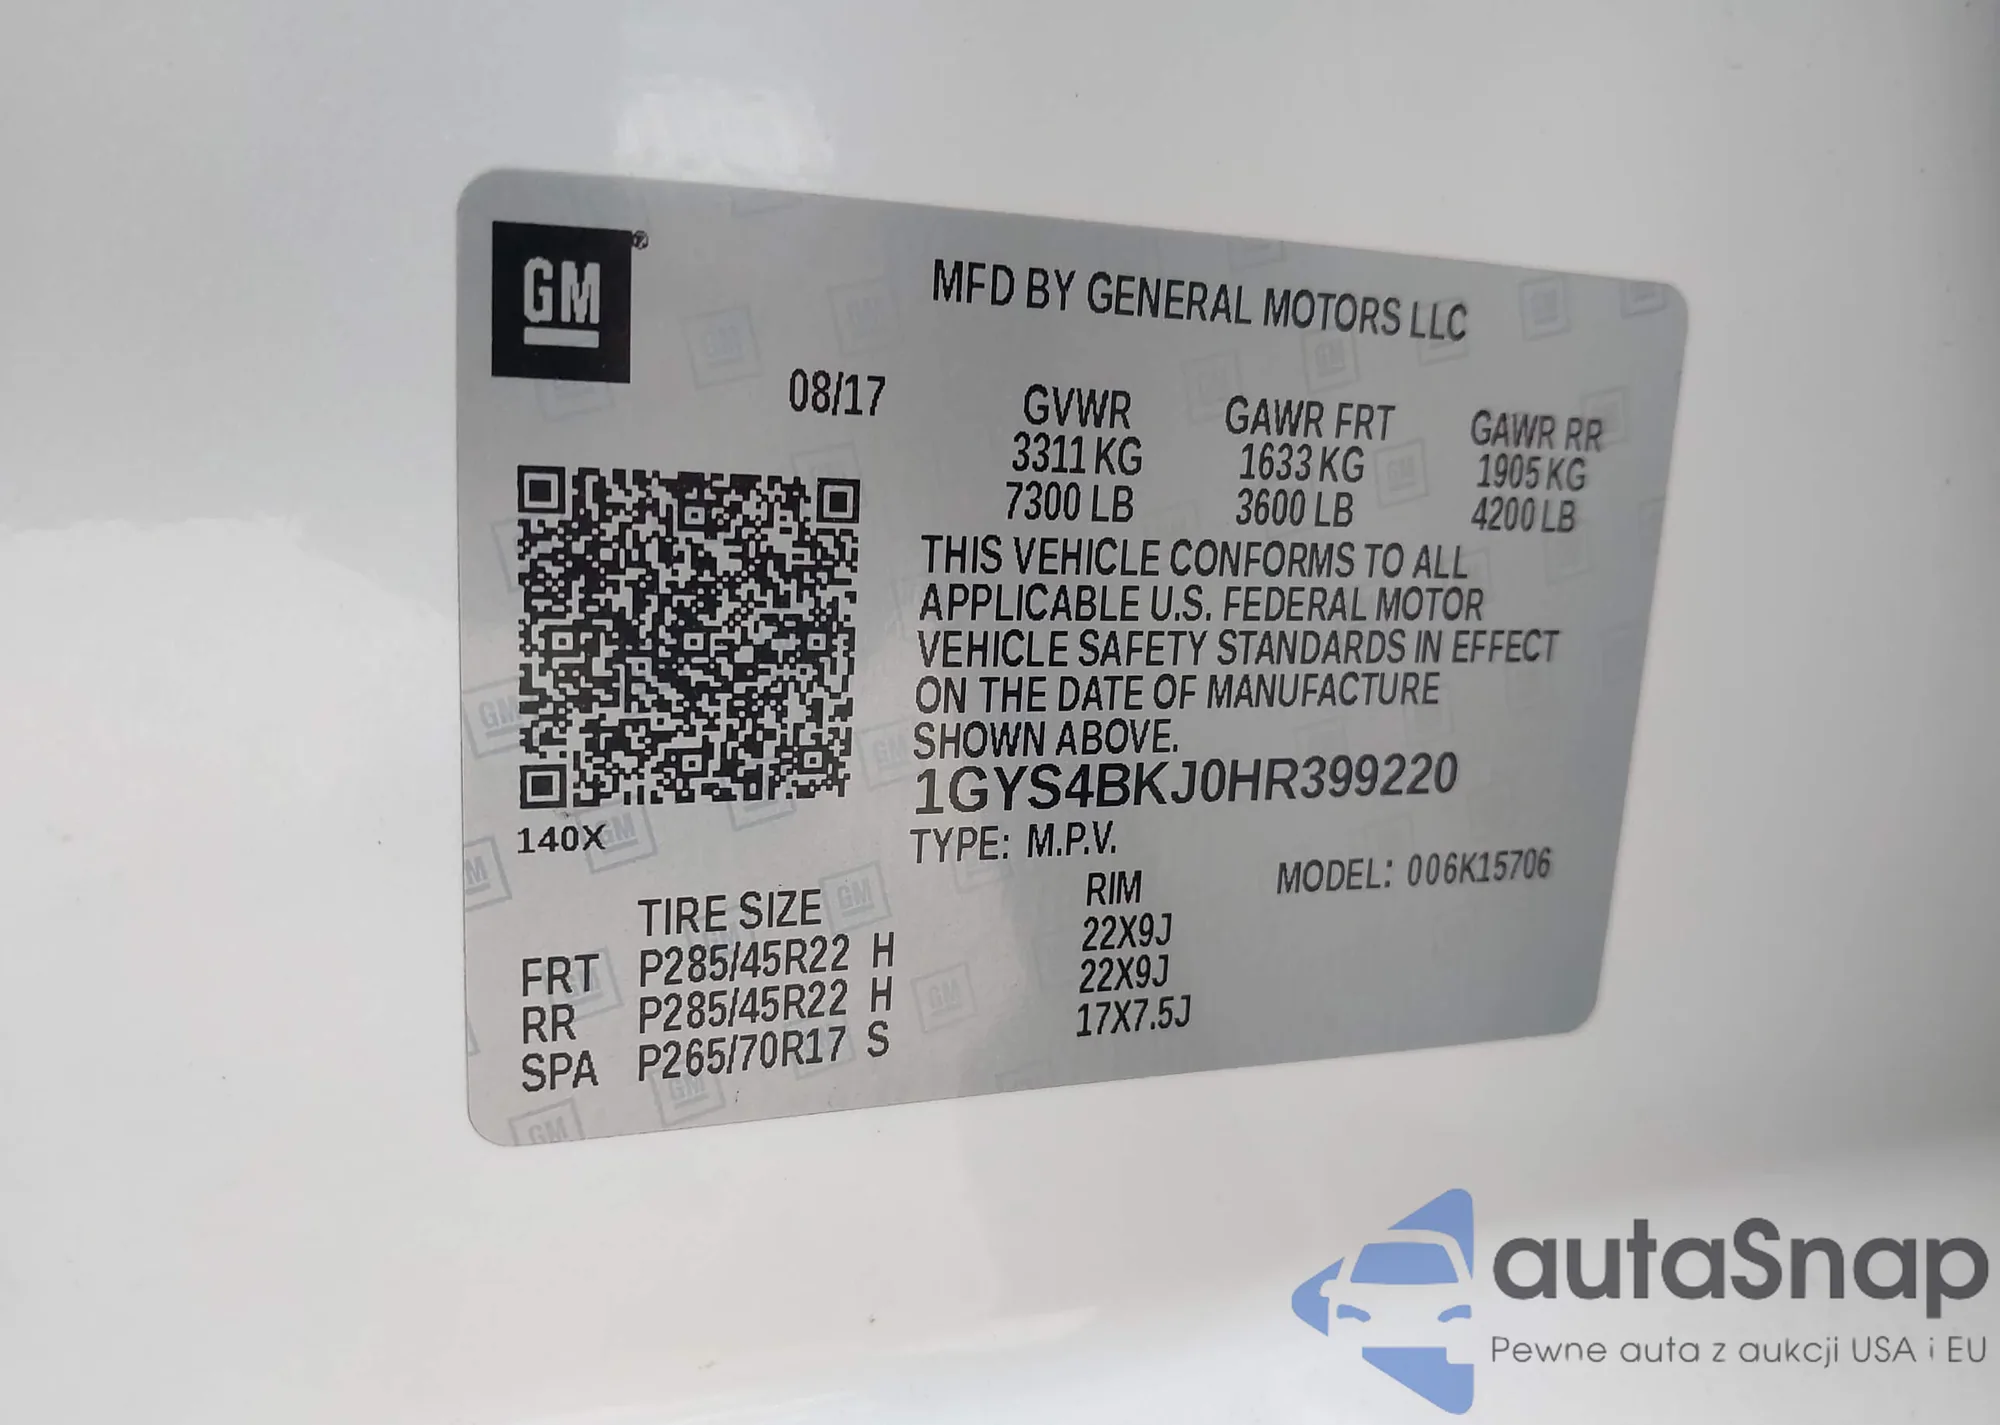 GM
MFD BY GENERAL MOTORS LLC
08/17
GVWR GAWR FRT GAWR RR
3311 KG 1633 KG 1905 KG
7300 LB 3600 LB 4200 LB
THIS VEHICLE CONFORMS TO ALL
APPLICABLE U.S. FEDERAL MOTOR
VEHICLE SAFETY STANDARDS IN EFFECT
ON THE DATE OF MANUFACTURE
SHOWN ABOVE.
1GYS4BKJ0HR399220
140X
TYPE: M.P.V.
MODEL: 006K15706
TIRE SIZE RIM
FRT P285/45R22 H 22X9J
RR P285/45R22 H 22X9J
SPA P265/70R17 S 17X7.5J
autaSnap
Pewne auta z aukcji USA i EU